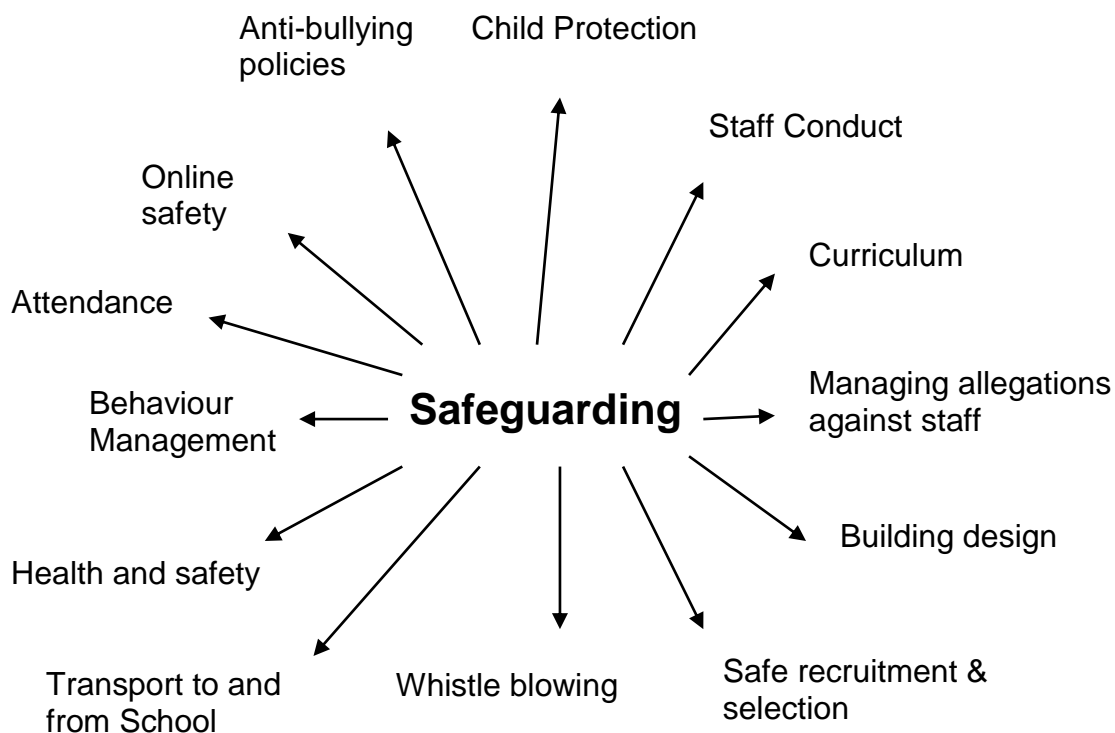 Anti-bullying
policies
Child Protection
Staff Conduct
Online
safety
Curriculum
Attendance
Managing allegations
against staff
Behaviour
Management
Safeguarding
Building design
Health and safety
Transport to and
from School
Whistle blowing
Safe recruitment &
selection